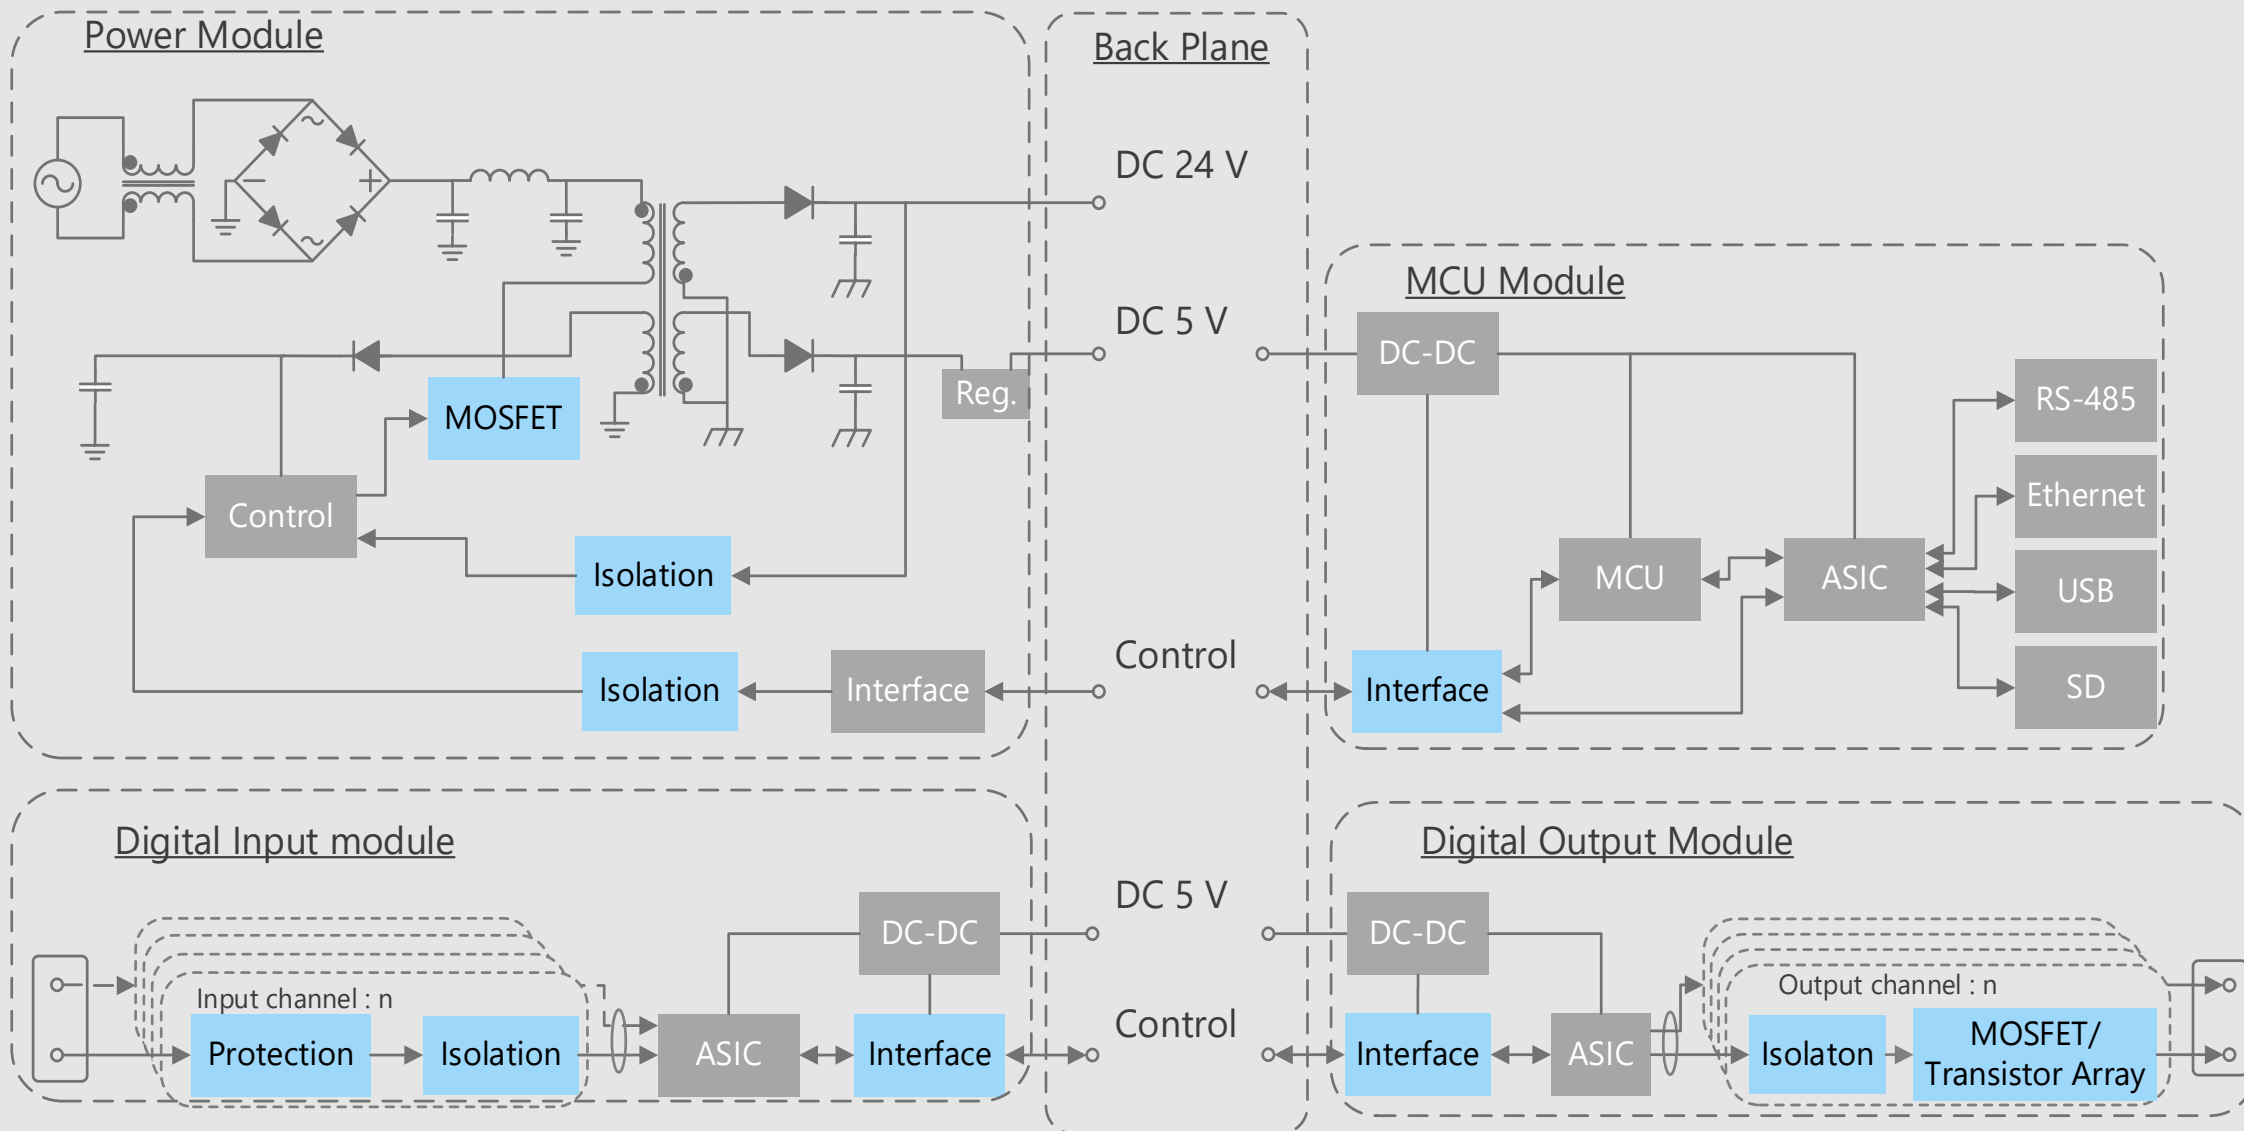 Power Module
Back Plane
DC 24 V
MCU Module
DC 5 V
DC-DC
RS-485
Reg.
MOSFET
Ethernet
Control
Isolation
MCU
ASIC
USB
Control
Isolation
Interface
Interface
SD
Digital Input module
Digital Output Module
DC 5 V
DC-DC
DC-DC
Input channel : n
Output channel : n
Control
Protection
Isolation
ASIC
Interface
Interface
ASIC
Isolaton
MOSFET/
Transistor Array